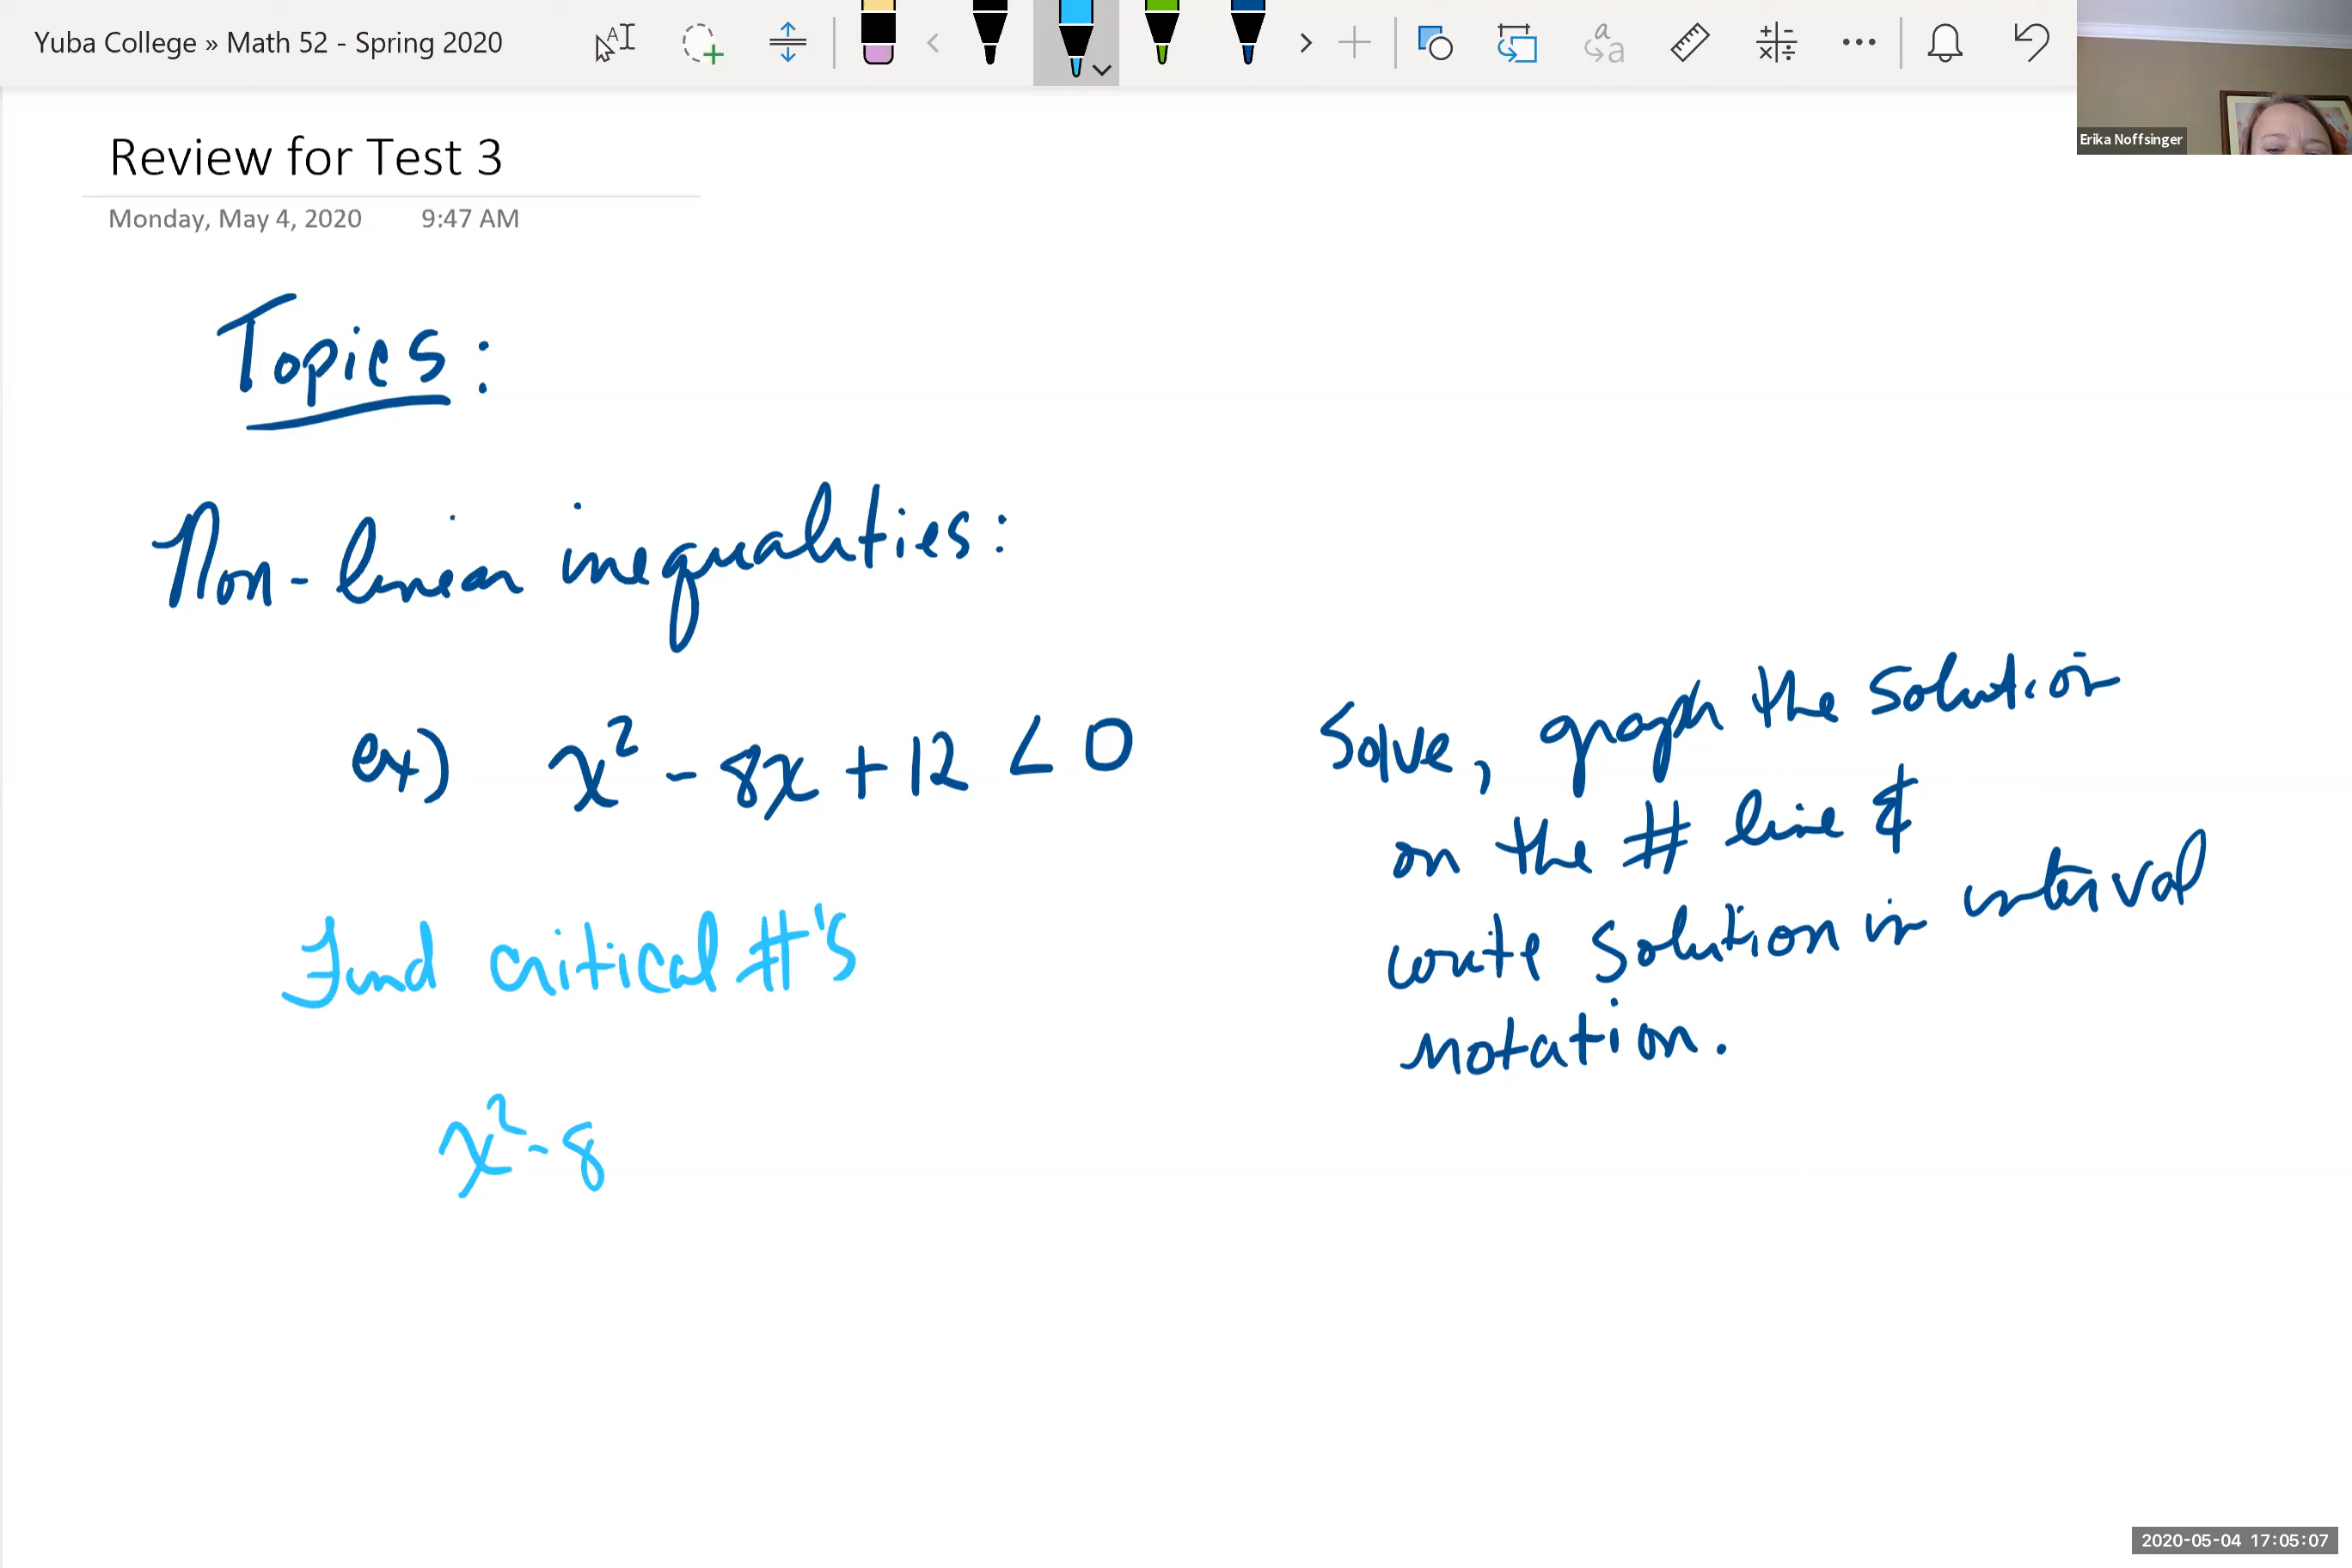 Yuba College » Math 52 - Spring 2020
Erika Noffsinger
Review for Test 3
Monday, May 4, 2020 9:47 AM
Topics:
Non-linear inequalities:
ex) x² - 8x + 12 < 0
Solve, graph the solution
on the # line &
write solution in interval
notation.
Find critical #'s
x² - 8
2020-05-04 17:05:07